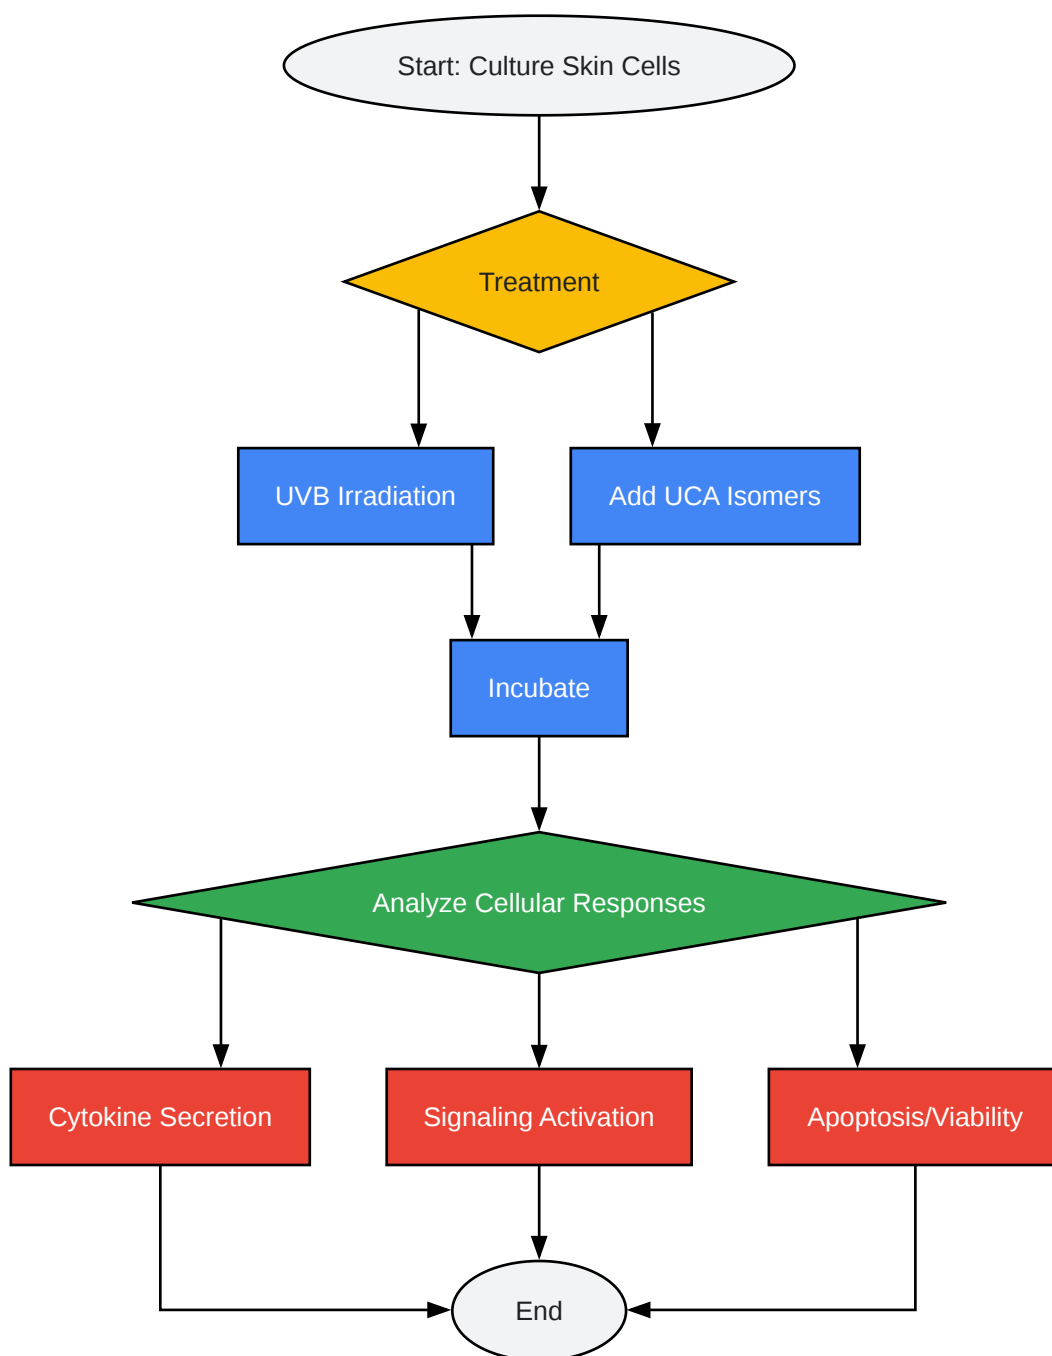 Start: Culture Skin Cells
Treatment
UVB Irradiation
Add UCA Isomers
Incubate
Analyze Cellular Responses
Cytokine Secretion
Signaling Activation
Apoptosis/Viability
End